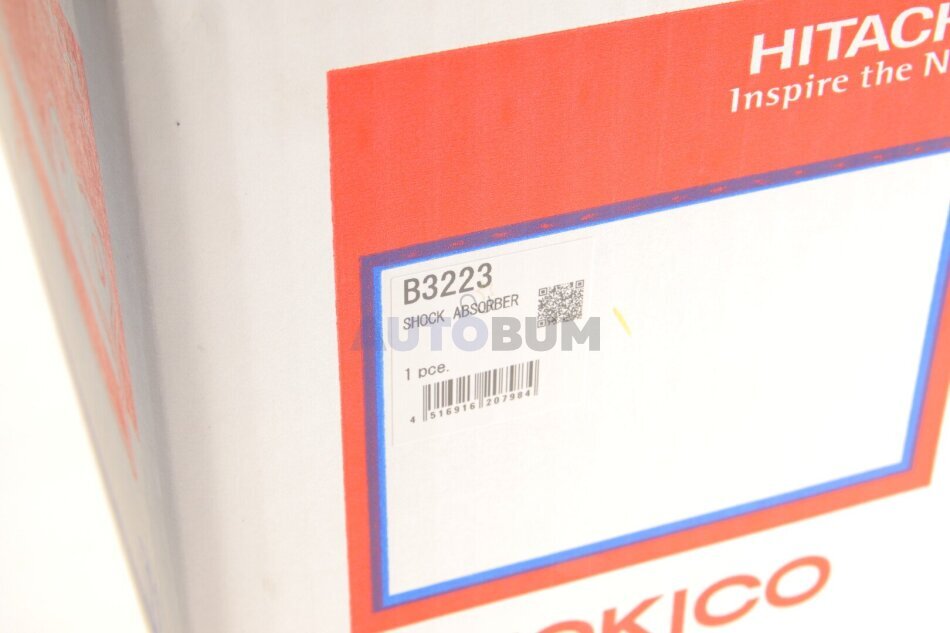 HITACH
Inspire the N
B3223
SHOCK ABSORBER
AUTOBUM
1 pce.
4 516916 207984
OKICO